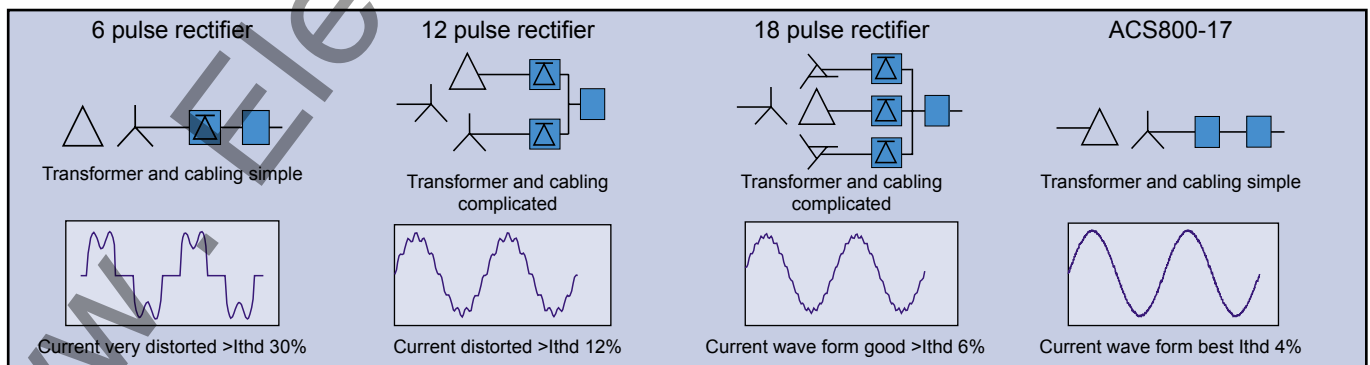 6 pulse rectifier
12 pulse rectifier
18 pulse rectifier
ACS800-17
Transformer and cabling simple
Transformer and cabling
complicated
Transformer and cabling
complicated
Transformer and cabling simple
Current very distorted >Ithd 30%
Current distorted >Ithd 12%
Current wave form good >Ithd 6%
Current wave form best Ithd 4%
w . Ele